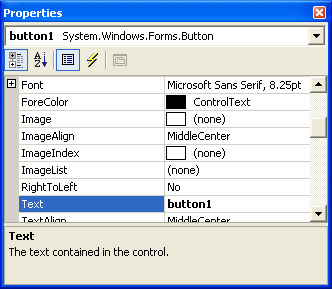 Properties
button1 System.Windows.Forms.Button
Font Microsoft Sans Serif, 8.25pt
ForeColor ControlText
Image (none)
ImageAlign MiddleCenter
ImageIndex (none)
ImageList (none)
RightToLeft No
Text button1
TextAlign MiddleCenter
Text
The text contained in the control.